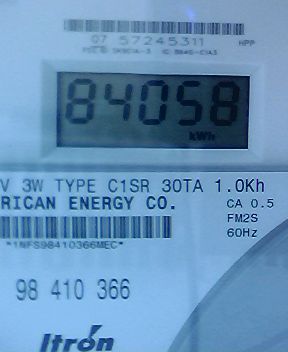 07 57245311 HPP
84058
kWh
V 3W TYPE C1SR 30TA 1.0Kh
RICAN ENERGY CO. CA 0.5
FM2S
*1NFS98410366MEC* 60Hz
98 410 366
Itrón